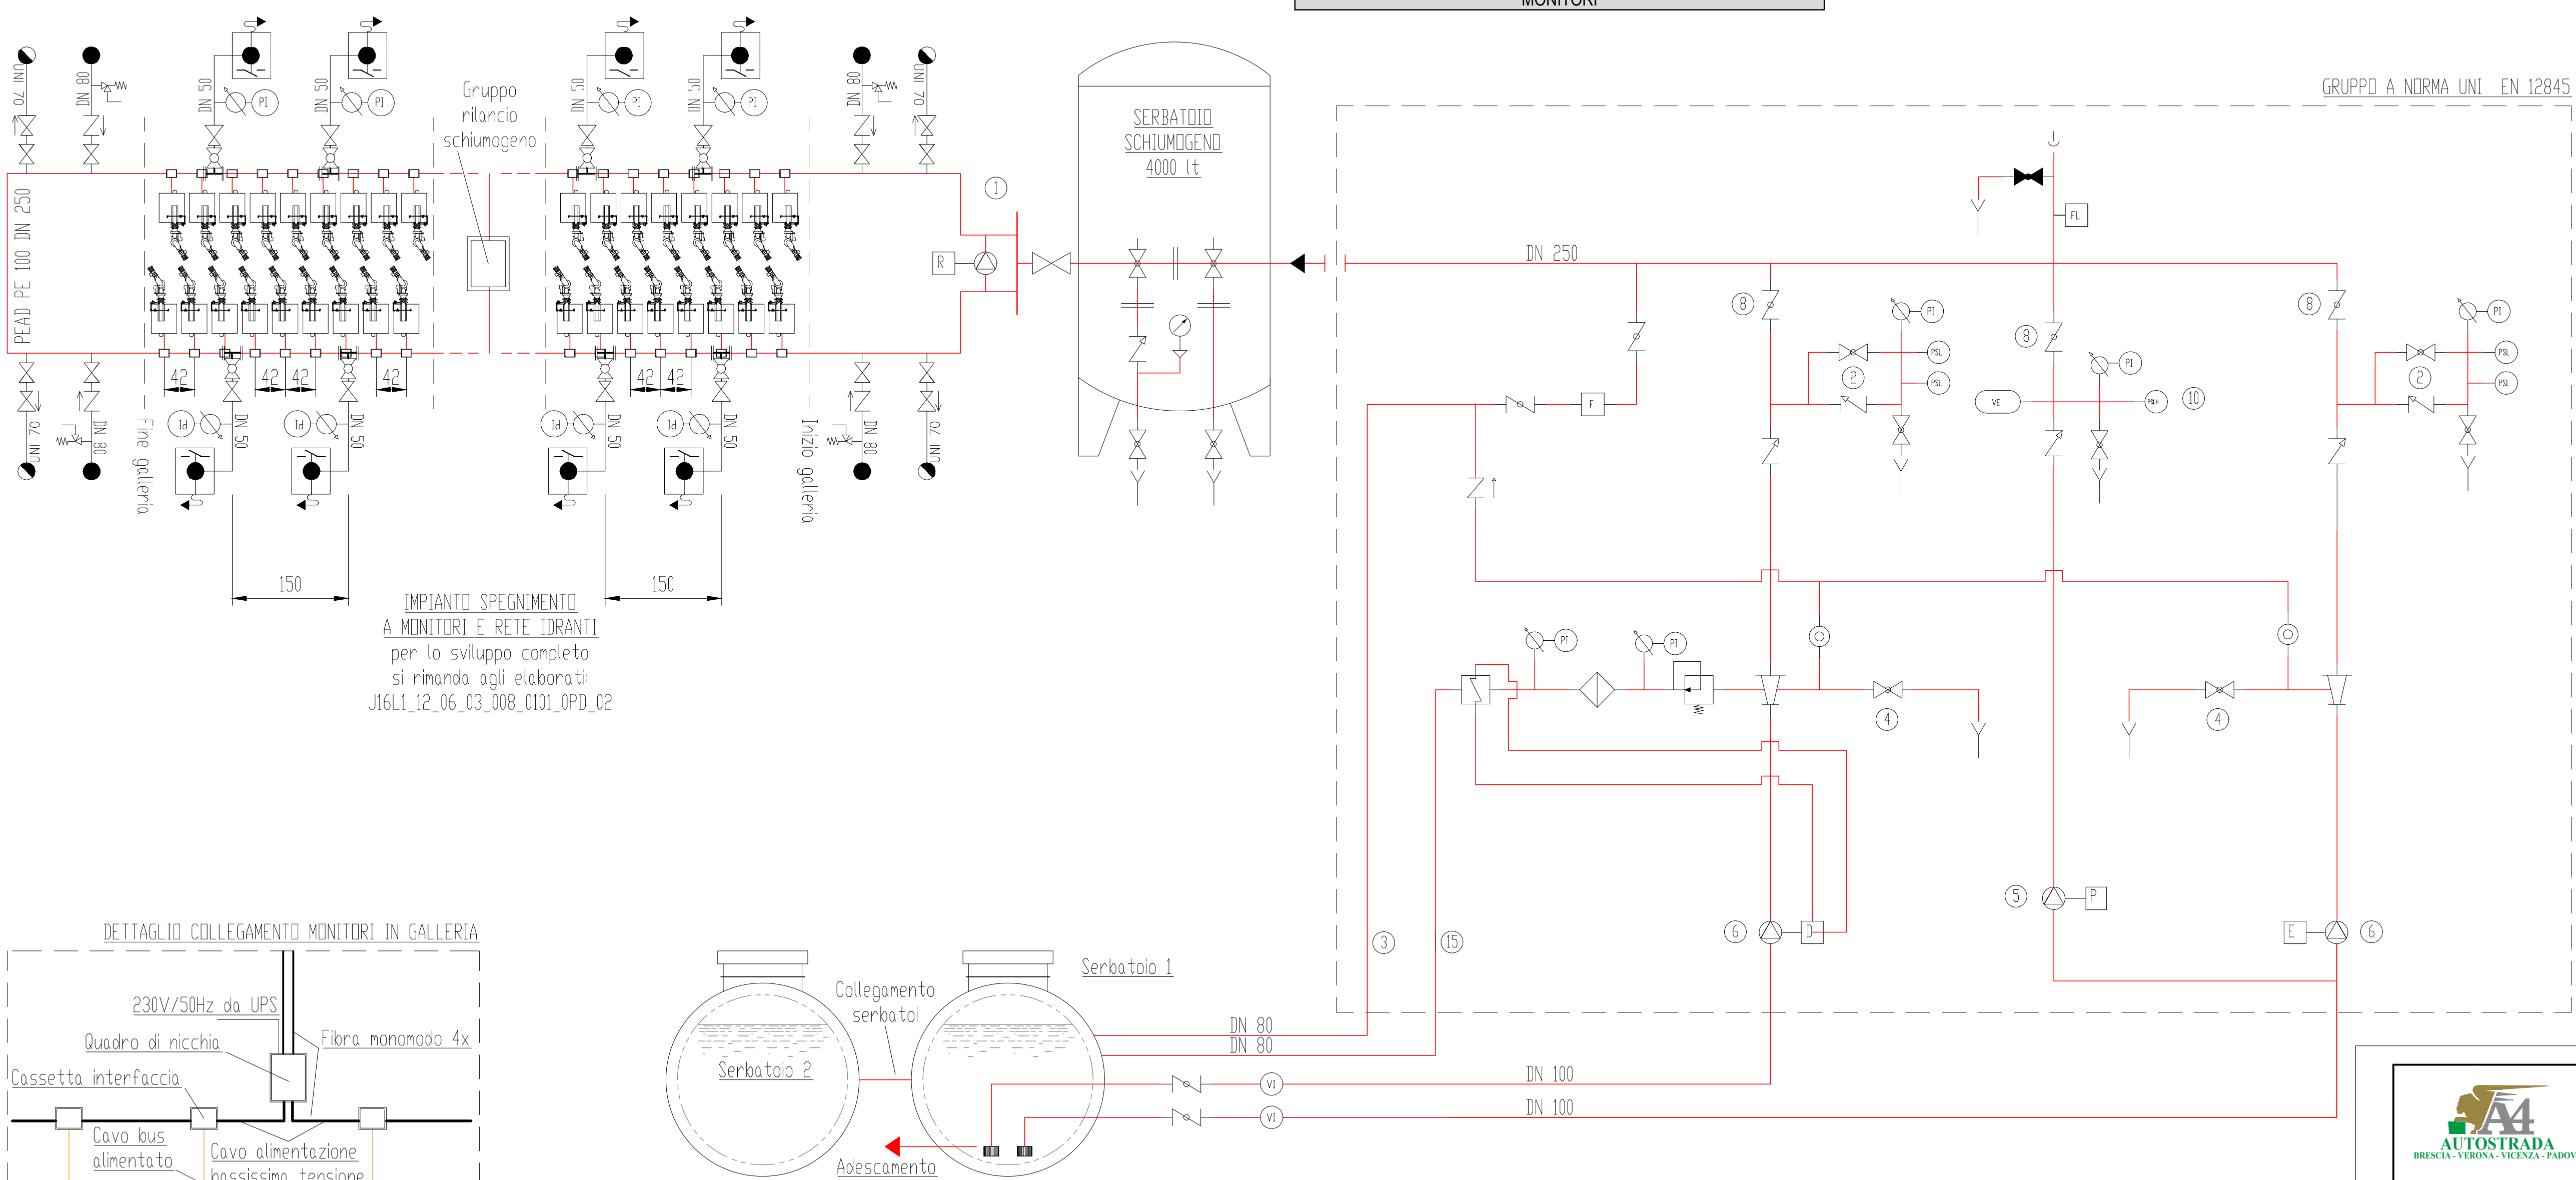 MONITORI
GRUPPO A NORMA UNI EN 12845
UNI 70
DN 80
DN 50
PI
DN 50
PI
Gruppo
rilancio
schiumogeno
DN 50
PI
DN 50
PI
DN 80
UNI 70
SERBATOIO
SCHIUMOGENO
4000 lt
PEAD PE 100 DN 250
1
R
DN 250
FL
8
8
8
PI
PSL
PSL
2
PI
VE
PSLH
10
PI
PSL
PSL
2
F
42
42
42
42
42
42
UNI 70
DN 80
Fine galleria
PI
DN 50
PI
DN 50
PI
DN 50
PI
DN 50
Inizio galleria
DN 80
UNI 70
150
150
IMPIANTO SPEGNIMENTO
A MONITORI E RETE IDRANTI
per lo sviluppo completo
si rimanda agli elaborati:
J16L1_12_06_03_008_0101_0PD_02
PI
PI
4
4
5
P
6
D
E
6
3
15
DETTAGLIO COLLEGAMENTO MONITORI IN GALLERIA
230V/50Hz da UPS
Quadro di nicchia
Fibra monomodo 4x
Cassetta interfaccia
Cavo bus
alimentato
Cavo alimentazione
bassissima tensione
Serbatoio 1
Collegamento
serbatoi
Serbatoio 2
Adescamento
DN 80
DN 80
VI
DN 100
VI
DN 100
A4
AUTOSTRADA
BRESCIA - VERONA - VICENZA - PADOV